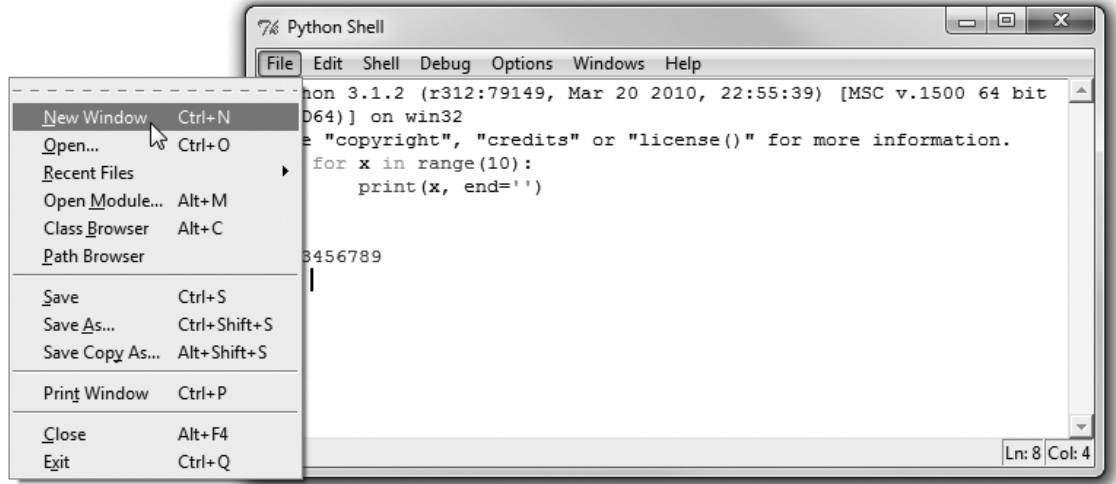 Python Shell
File Edit Shell Debug Options Windows Help
hon 3.1.2 (r312:79149, Mar 20 2010, 22:55:39) [MSC v.1500 64 bit
D64)] on win32
e "copyright", "credits" or "license()" for more information.
for x in range(10):
print(x, end='')
3456789
New Window Ctrl+N
Open... Ctrl+O
Recent Files
Open Module... Alt+M
Class Browser Alt+C
Path Browser
Save Ctrl+S
Save As... Ctrl+Shift+S
Save Copy As... Alt+Shift+S
Print Window Ctrl+P
Close Alt+F4
Exit Ctrl+Q
Ln: 8 Col: 4